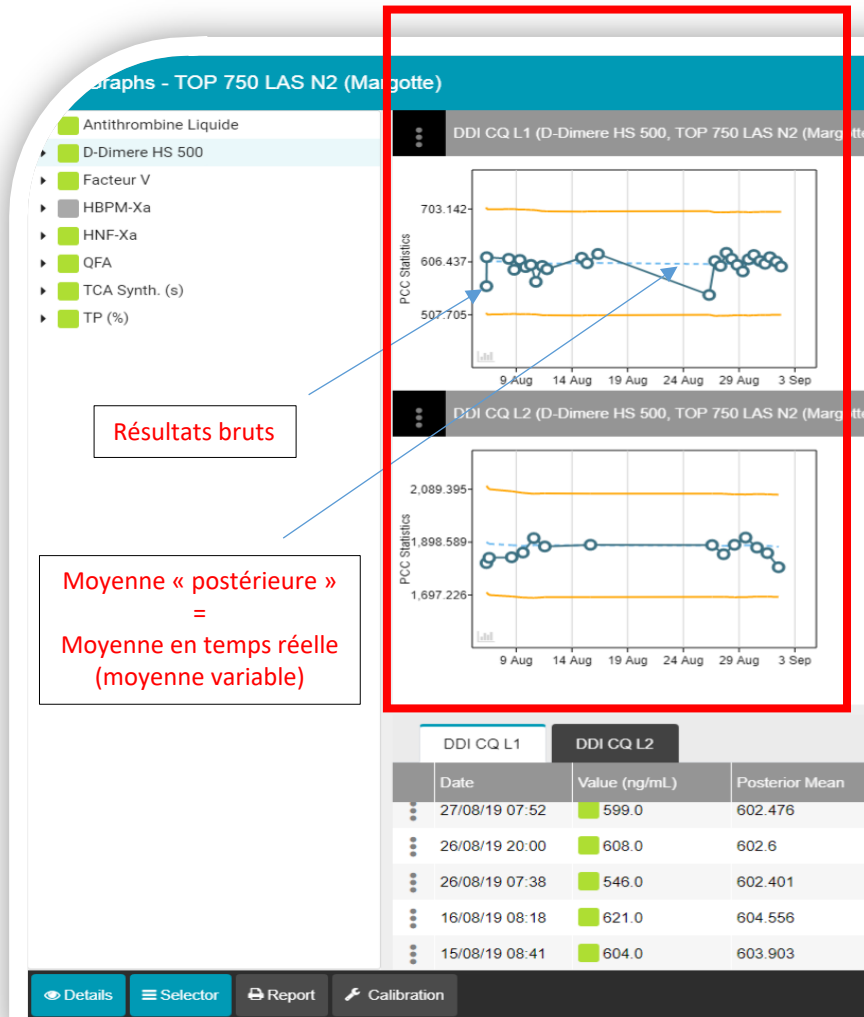 Graphs - TOP 750 LAS N2 (Margotte)
Antithrombine Liquide
D-Dimere HS 500
Facteur V
HBPM-Xa
HNF-Xa
QFA
TCA Synth. (s)
TP (%)
DDI CQ L1 (D-Dimere HS 500, TOP 750 LAS N2 (Margotte
PCC Statistics
703.142
606.437
507.705
9 Aug 14 Aug 19 Aug 24 Aug 29 Aug 3 Sep
Résultats bruts
DDI CQ L2 (D-Dimere HS 500, TOP 750 LAS N2 (Margotte
PCC Statistics
2,089.395
1,898.589
1,697.226
9 Aug 14 Aug 19 Aug 24 Aug 29 Aug 3 Sep
Moyenne « postérieure »
=
Moyenne en temps réelle
(moyenne variable)
DDI CQ L1 DDI CQ L2
Date Value (ng/mL) Posterior Mean
27/08/19 07:52 599.0 602.476
26/08/19 20:00 608.0 602.6
26/08/19 07:38 546.0 602.401
16/08/19 08:18 621.0 604.556
15/08/19 08:41 604.0 603.903
Details Selector Report Calibration